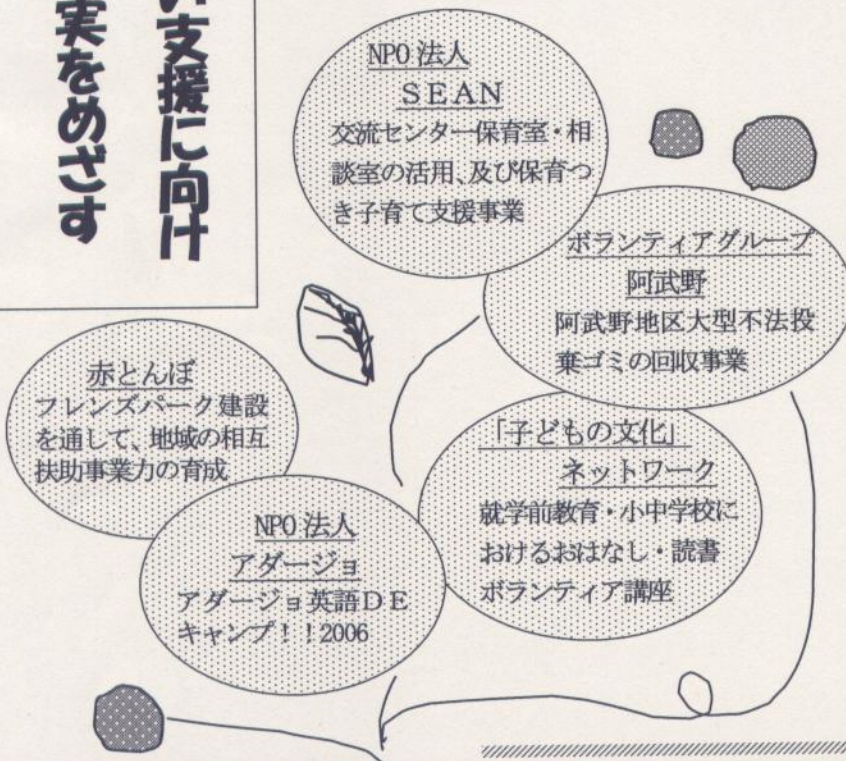 い支援に向け
実をめざす
NPO法人
SEAN
交流センター保育室・相
談室の活用、及び保育つ
き子育て支援事業
ボランティアグループ
阿武野
阿武野地区大型不法投
棄ゴミの回収事業
赤とんぼ
フレンズパーク建設
を通して、地域の相互
扶助事業力の育成
「子どもの文化」
ネットワーク
就学前教育・小中学校に
おけるおはなし・読書
ボランティア講座
NPO法人
アダージョ
アダージョ英語DE
キャンプ！！2006